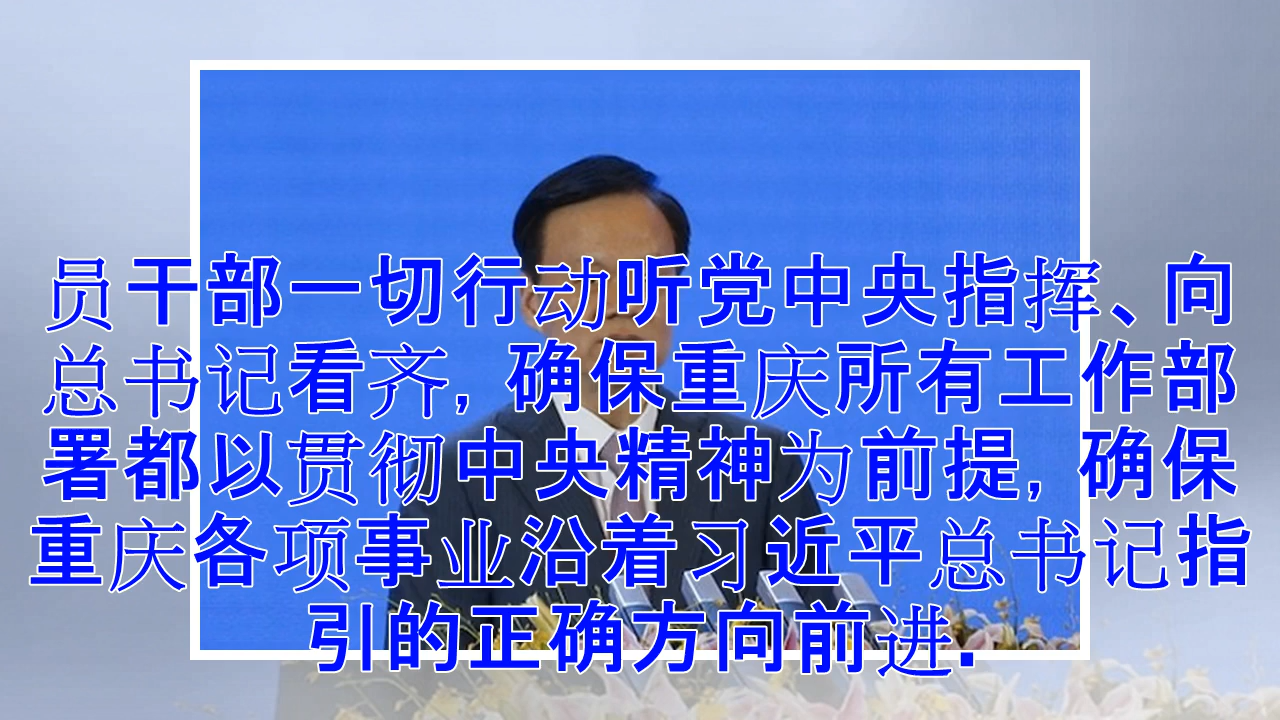 员干部一切行动听党中央指挥、向
总书记看齐, 确保重庆所有工作部
署都以贯彻中央精神为前提, 确保
重庆各项事业沿着习近平总书记指
引的正确方向前进.